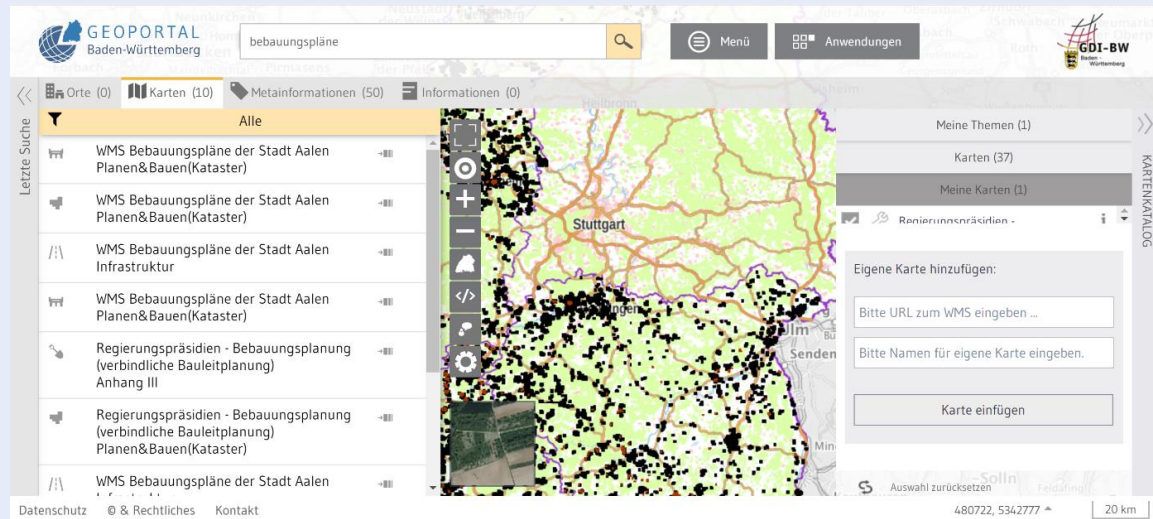 GEOPORTAL
Baden-Württemberg
bebauungspläne
Menü
Anwendungen
GDI-BW
Baden-
Württemberg
Orte (0)
Karten (10)
Metainformationen (50)
Informationen (0)
Letzte Suche
Alle
WMS Bebauungspläne der Stadt Aalen
Planen&Bauen(Kataster)
WMS Bebauungspläne der Stadt Aalen
Planen&Bauen(Kataster)
WMS Bebauungspläne der Stadt Aalen
Infrastruktur
WMS Bebauungspläne der Stadt Aalen
Planen&Bauen(Kataster)
Regierungspräsidien - Bebauungsplanung
(verbindliche Bauleitplanung)
Anhang III
Regierungspräsidien - Bebauungsplanung
(verbindliche Bauleitplanung)
Planen&Bauen(Kataster)
WMS Bebauungspläne der Stadt Aalen
Heilbronn
Stuttgart
Ulm
Senden
Meine Themen (1)
Karten (37)
Meine Karten (1)
Regierungspräsidien -
Eigene Karte hinzufügen:
Bitte URL zum WMS eingeben ...
Bitte Namen für eigene Karte eingeben.
Karte einfügen
Auswahl zurücksetzen
KARTENKATALOG
Datenschutz
© & Rechtliches
Kontakt
480722, 5342777
20 km